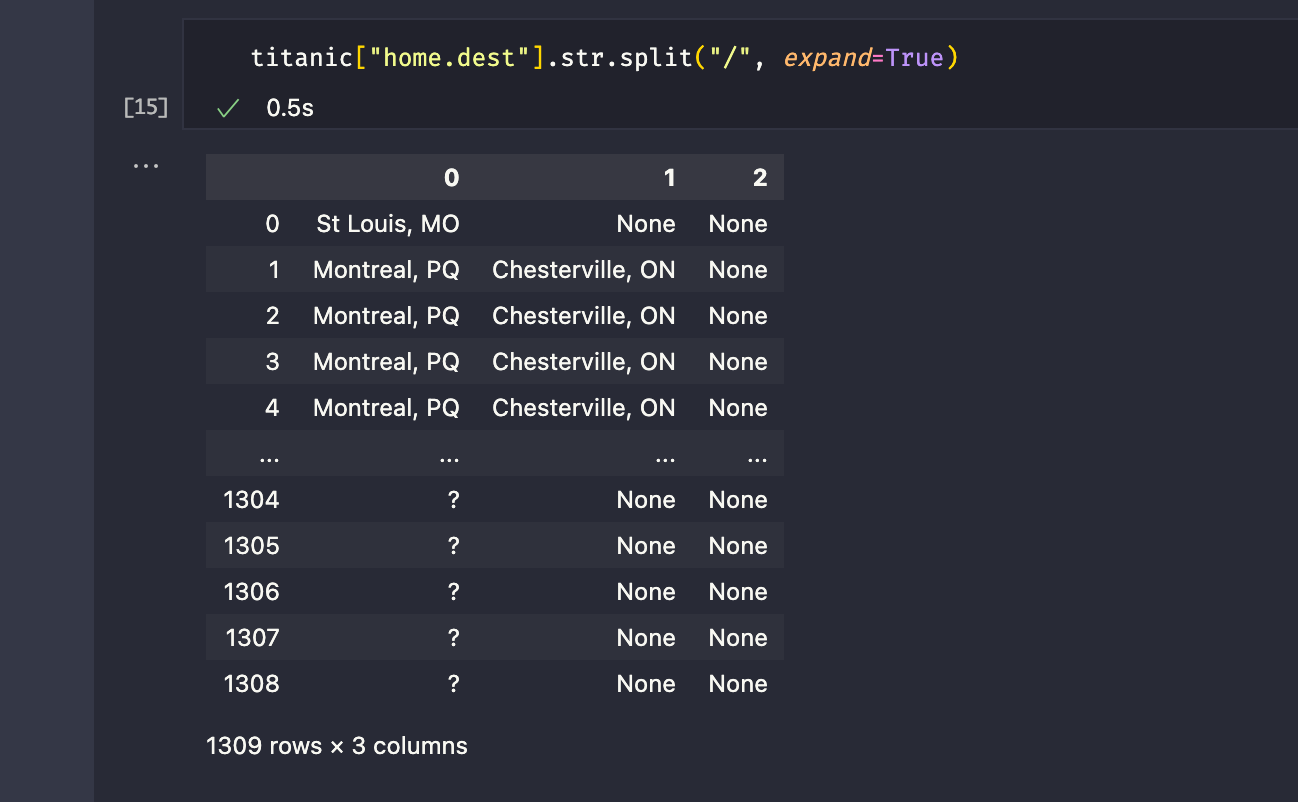 titanic["home.dest"].str.split("/", expand=True)
[15] ✓ 0.5s
...
0 1 2
0 St Louis, MO None None
1 Montreal, PQ Chesterville, ON None
2 Montreal, PQ Chesterville, ON None
3 Montreal, PQ Chesterville, ON None
4 Montreal, PQ Chesterville, ON None
... ... ... ...
1304 ? None None
1305 ? None None
1306 ? None None
1307 ? None None
1308 ? None None
1309 rows × 3 columns